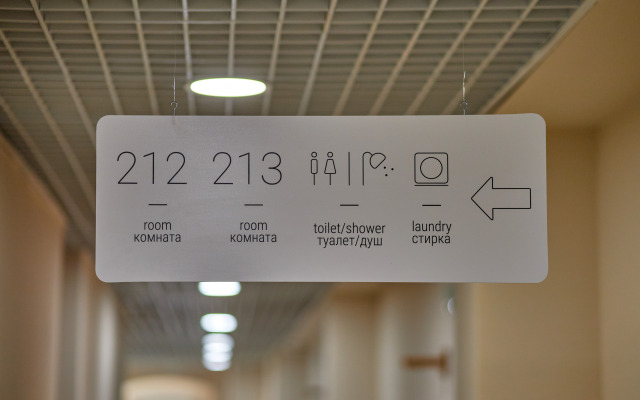 212 213
room room toilet/shower laundry
комната комната туалет/душ стирка